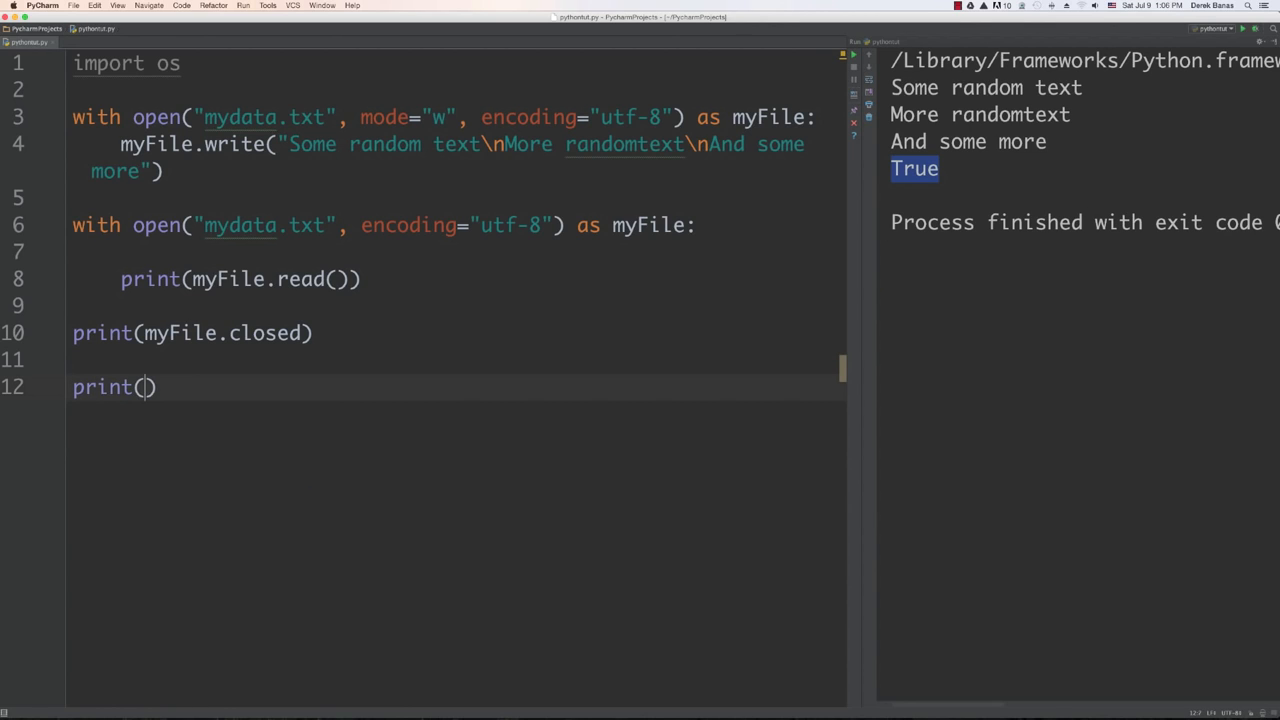 PyCharm File Edit View Navigate Code Refactor Run Tools VCS Window Help 10 Sat Jul 9 1:06 PM Derek Banas
pythontut.py - PycharmProjects - [~/PycharmProjects]
PycharmProjects pythontut.py pythontut
pythontut.py Run pythontut
1 import os
2
3 with open("mydata.txt", mode="w", encoding="utf-8") as myFile:
4 myFile.write("Some random text\nMore randomtext\nAnd some
more")
5
6 with open("mydata.txt", encoding="utf-8") as myFile:
7
8 print(myFile.read())
9
10 print(myFile.closed)
11
12 print()
/Library/Frameworks/Python.framew
Some random text
More randomtext
And some more
True
Process finished with exit code
12:7 LF UTF-8